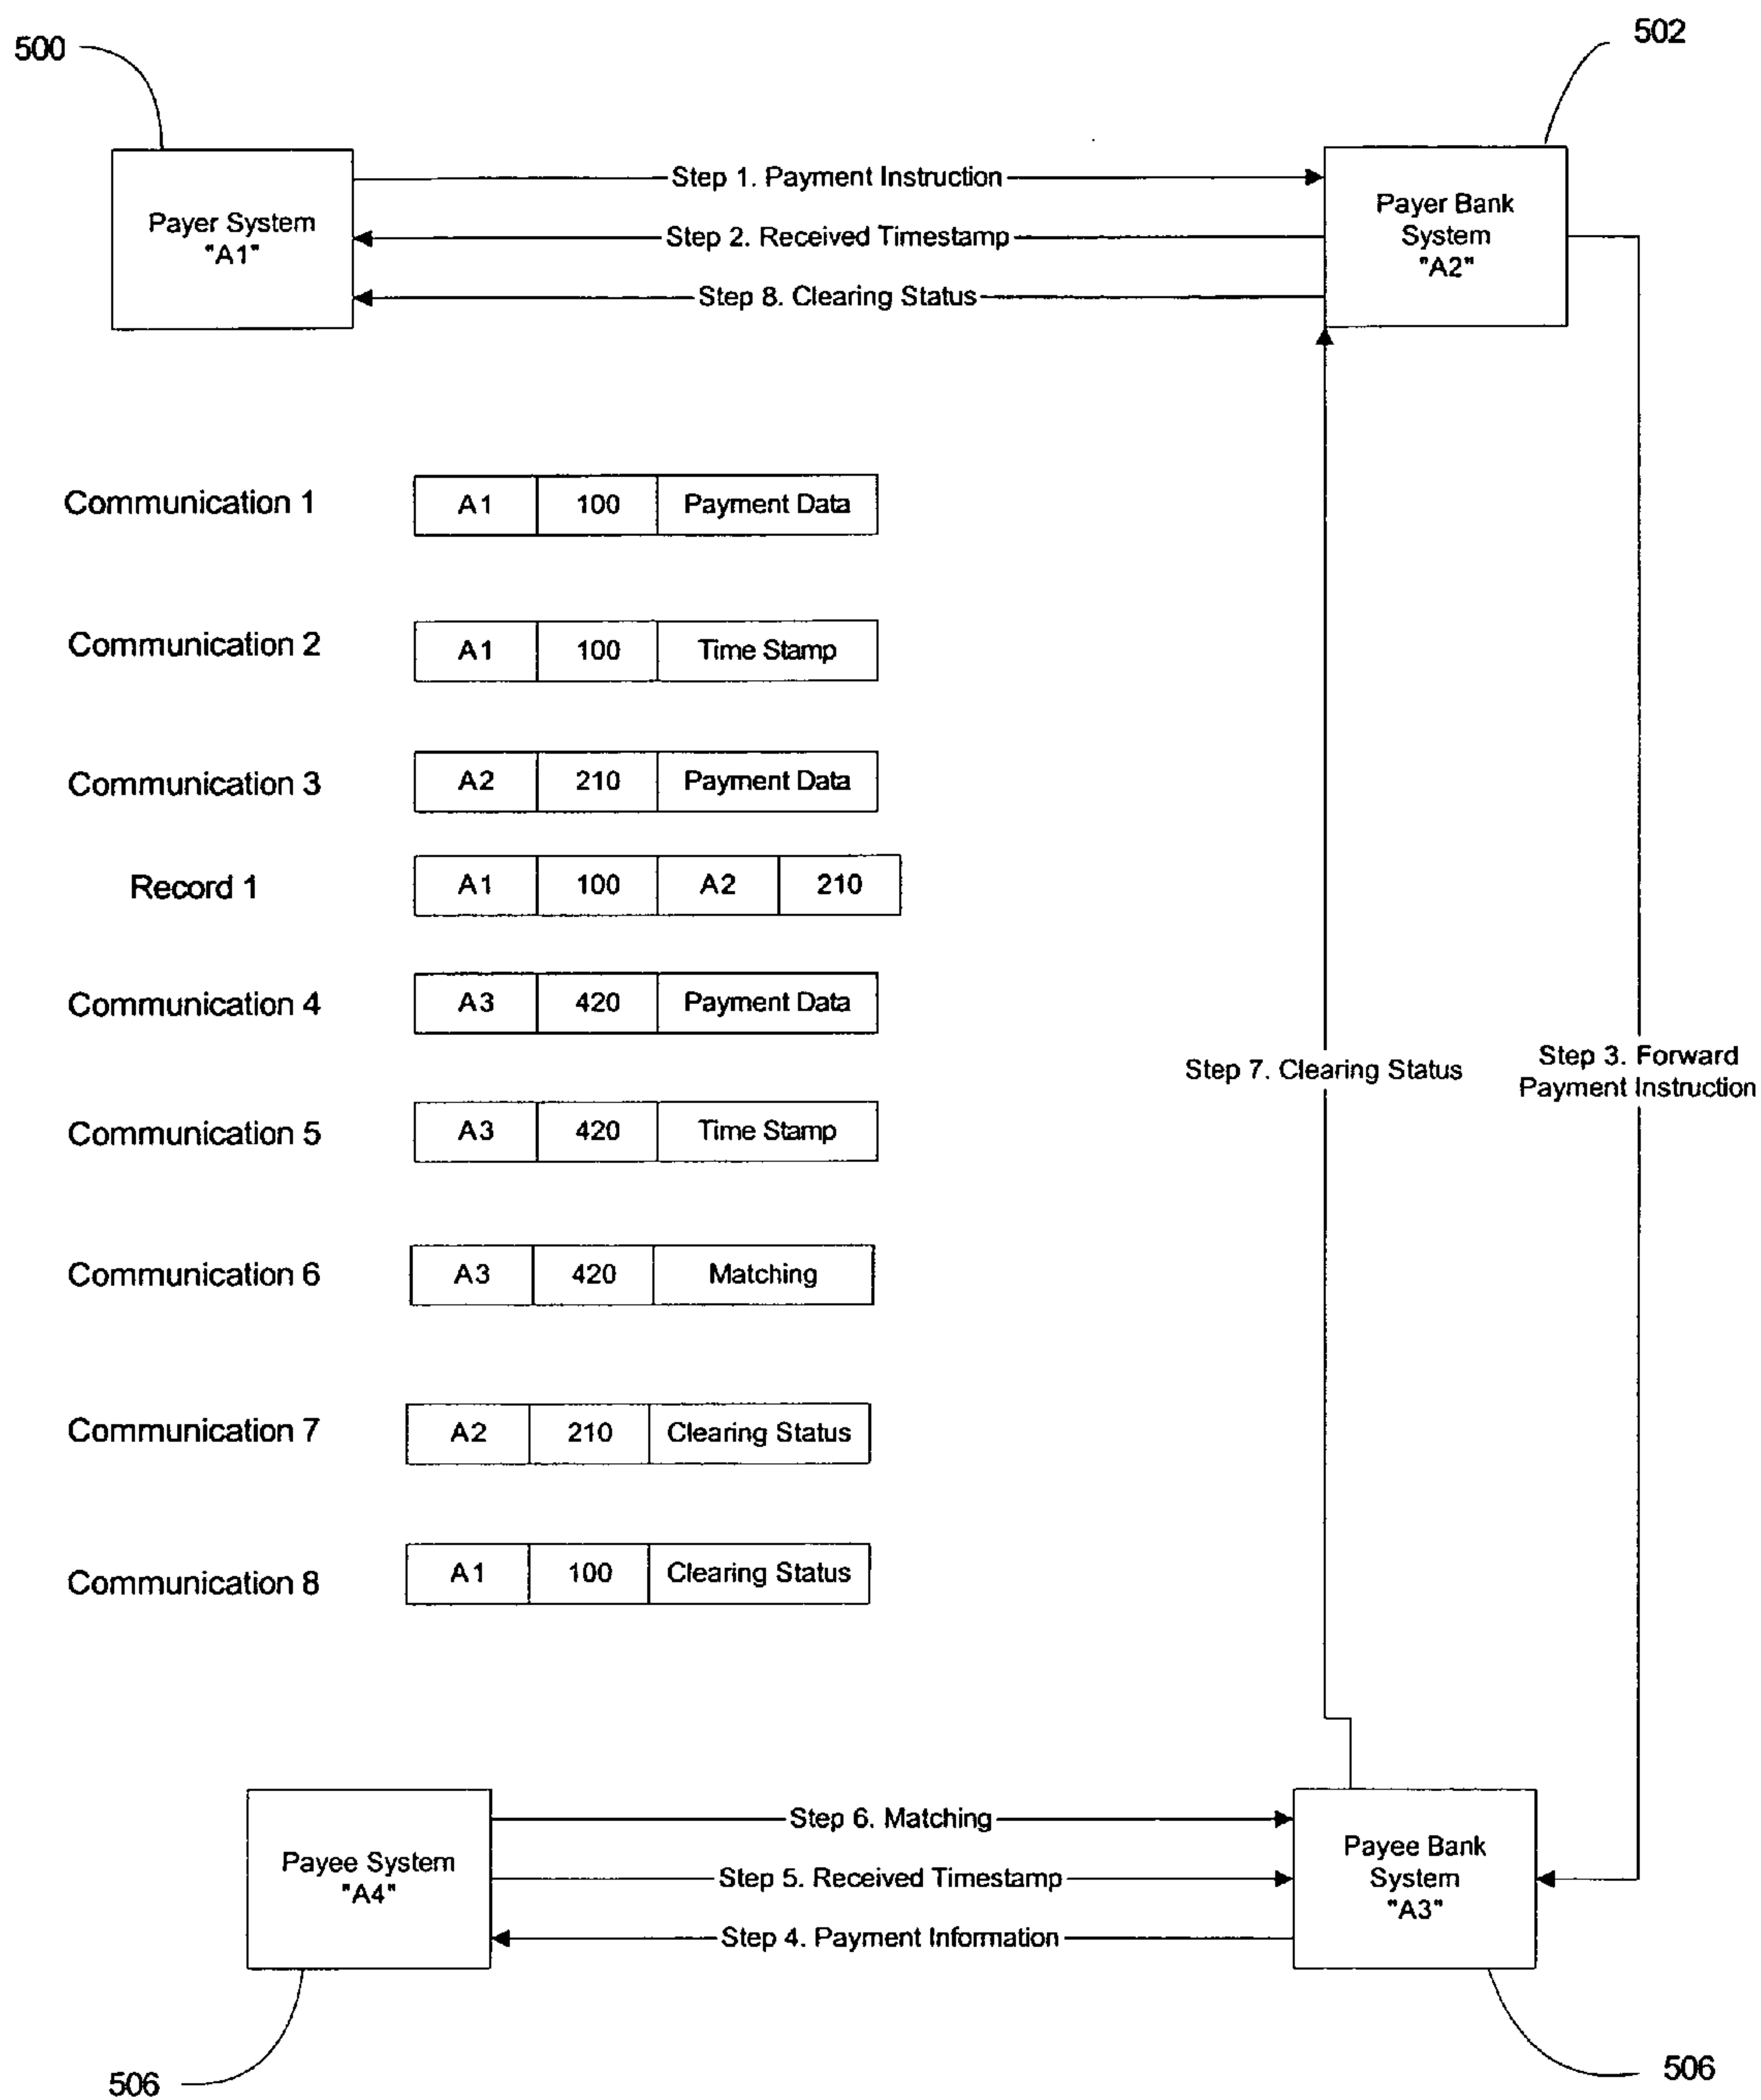 500
502
Payer System
"A1"
Step 1. Payment Instruction
Step 2. Received Timestamp
Step 8. Clearing Status
Payer Bank
System
"A2"
Communication 1 A1 100 Payment Data
Communication 2 A1 100 Time Stamp
Communication 3 A2 210 Payment Data
Record 1 A1 100 A2 210
Communication 4 A3 420 Payment Data
Step 7. Clearing Status
Step 3. Forward
Payment Instruction
Communication 5 A3 420 Time Stamp
Communication 6 A3 420 Matching
Communication 7 A2 210 Clearing Status
Communication 8 A1 100 Clearing Status
Payee System
"A4"
Step 6. Matching
Step 5. Received Timestamp
Step 4. Payment Information
Payee Bank
System
"A3"
506
506